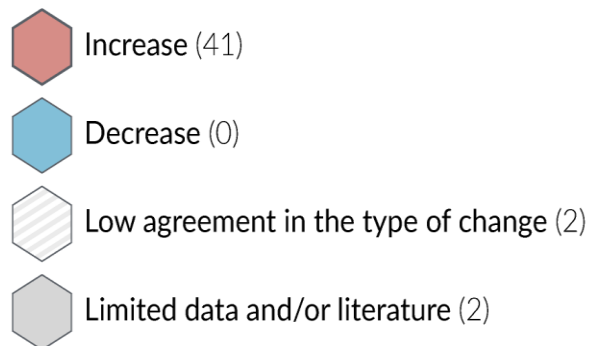 Increase (41)
Decrease (0)
Low agreement in the type of change (2)
Limited data and/or literature (2)